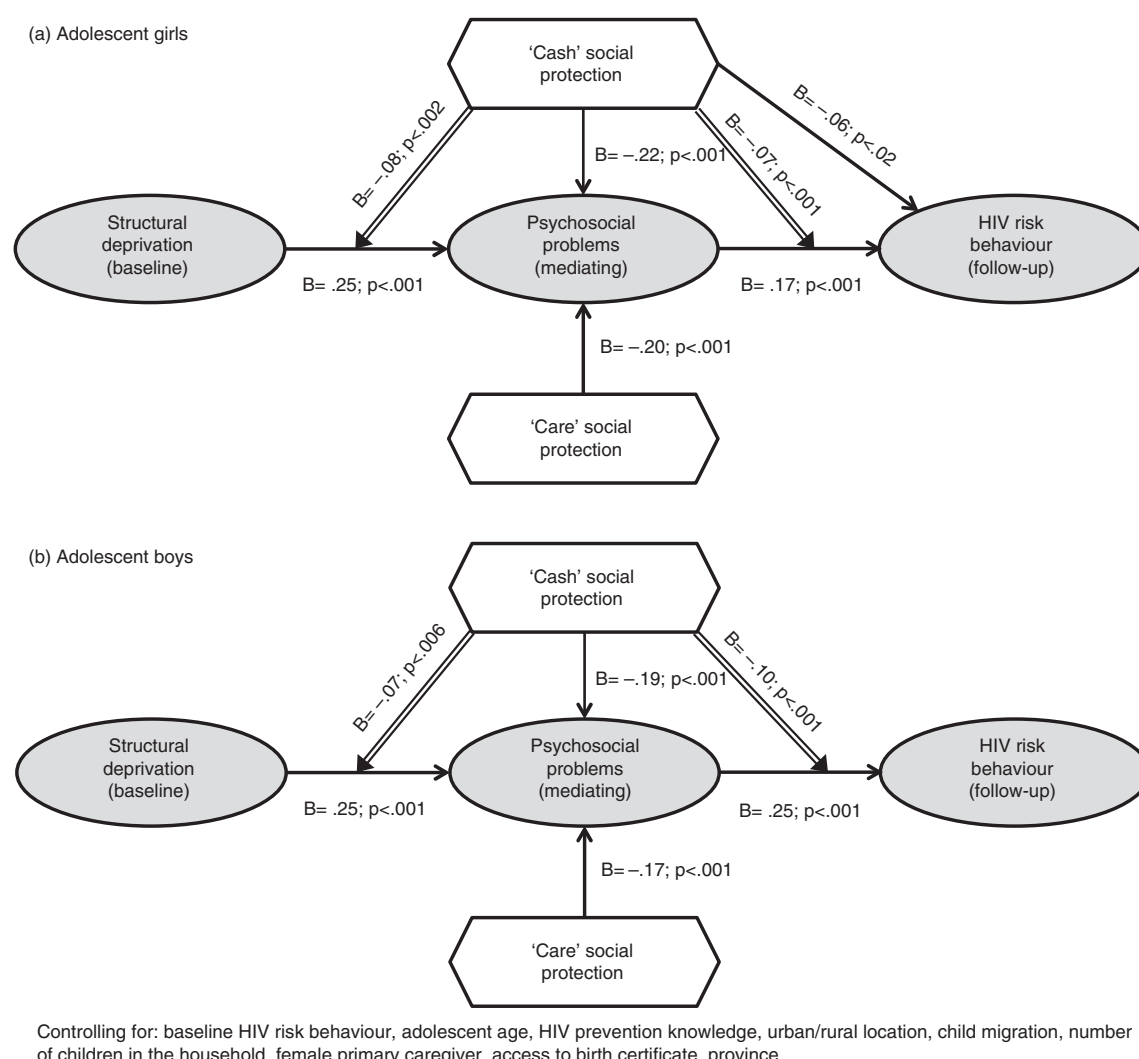 (a) Adolescent girls
'Cash' social
protection
B= –.08; p<.002
B= –.22; p<.001
B= –.07; p<.001
B= –.06; p<.02
Structural
deprivation
(baseline)
B= .25; p<.001
Psychosocial
problems
(mediating)
B= .17; p<.001
HIV risk
behaviour
(follow-up)
B= –.20; p<.001
'Care' social
protection
(b) Adolescent boys
'Cash' social
protection
B= –.07; p<.006
B= –.19; p<.001
B= –.10; p<.001
Structural
deprivation
(baseline)
B= .25; p<.001
Psychosocial
problems
(mediating)
B= .25; p<.001
HIV risk
behaviour
(follow-up)
B= –.17; p<.001
'Care' social
protection
Controlling for: baseline HIV risk behaviour, adolescent age, HIV prevention knowledge, urban/rural location, child migration, number
of children in the household, female primary caregiver, access to birth certificate, province